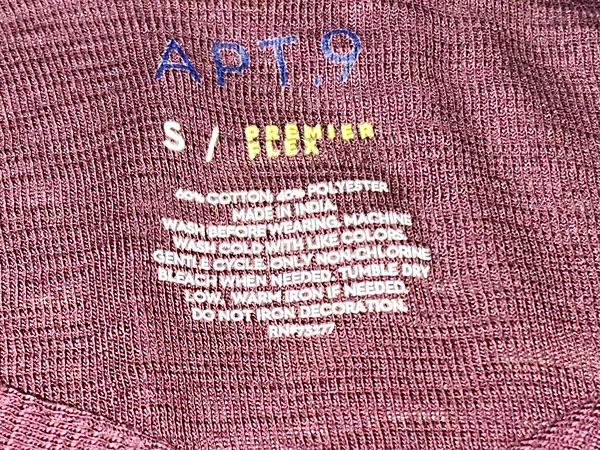 APT.9
S / PREMIER
FLEX
60% COTTON, 40% POLYESTER
MADE IN INDIA.
WASH BEFORE WEARING. MACHINE
WASH COLD WITH LIKE COLORS.
GENTLE CYCLE. ONLY NON-CHLORINE
BLEACH WHEN NEEDED. TUMBLE DRY
LOW. WARM IRON IF NEEDED.
DO NOT IRON DECORATION.
RN#73277